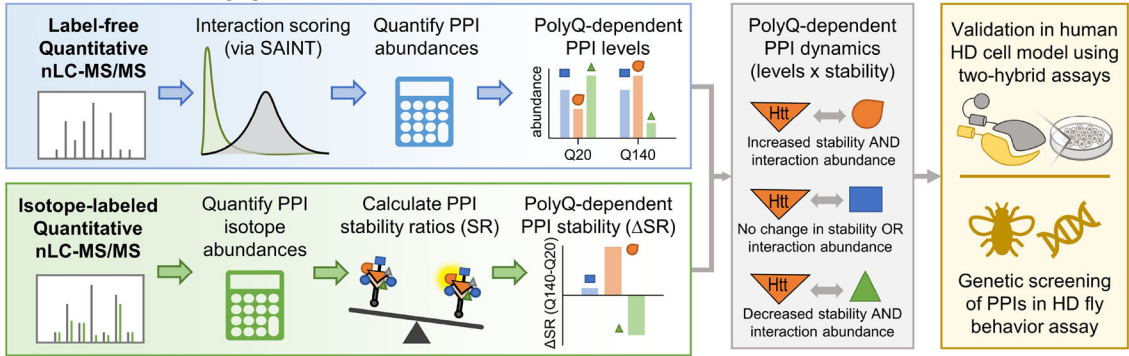 Label-free
Quantitative
nLC-MS/MS
Interaction scoring
(via SAINT)
Quantify PPI
abundances
PolyQ-dependent
PPI levels
abundance
Q20
Q140
Isotope-labeled
Quantitative
nLC-MS/MS
Quantify PPI
isotope
abundances
Calculate PPI
stability ratios (SR)
PolyQ-dependent
PPI stability (ΔSR)
ΔSR (Q140-Q20)
PolyQ-dependent
PPI dynamics
(levels x stability)
Htt
Increased stability AND
interaction abundance
Htt
No change in stability OR
interaction abundance
Htt
Decreased stability AND
interaction abundance
Validation in human
HD cell model using
two-hybrid assays
Genetic screening
of PPIs in HD fly
behavior assay